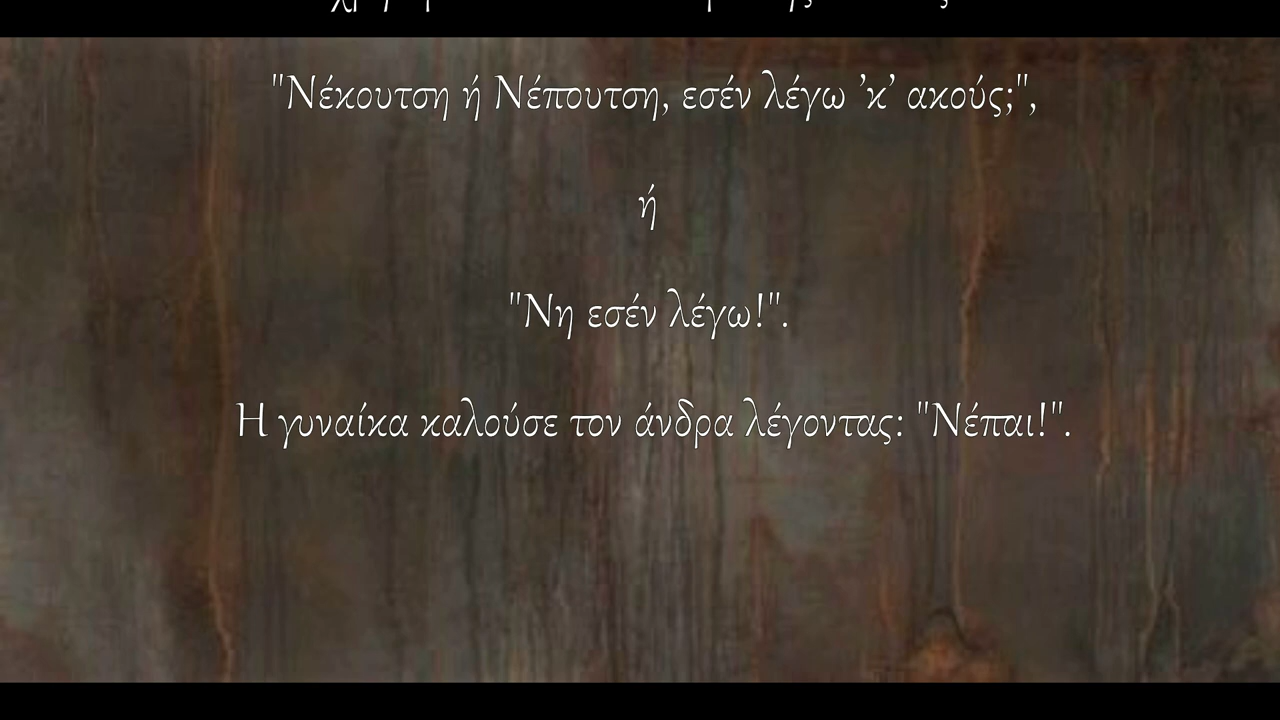 "Νέκουτση ή Νέπουτση, εσέν λέγω ’κ’ ακούς;",
ή
"Νη εσέν λέγω!".
Η γυναίκα καλούσε τον άνδρα λέγοντας: "Νέπαι!".